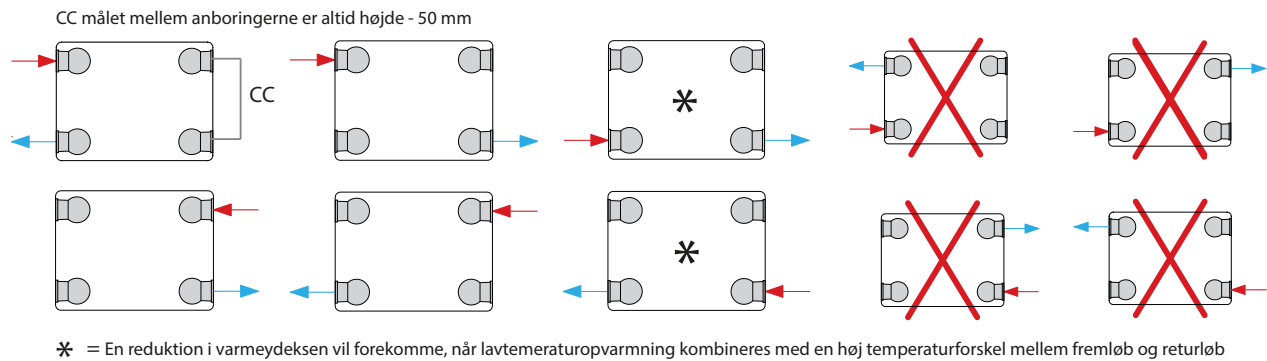 CC målet mellem anboringerne er altid højde - 50 mm
CC
*
*
* = En reduktion i varmeydeksen vil forekomme, når lavtemeraturopvarmning kombineres med en høj temperaturforskel mellem fremløb og returløb